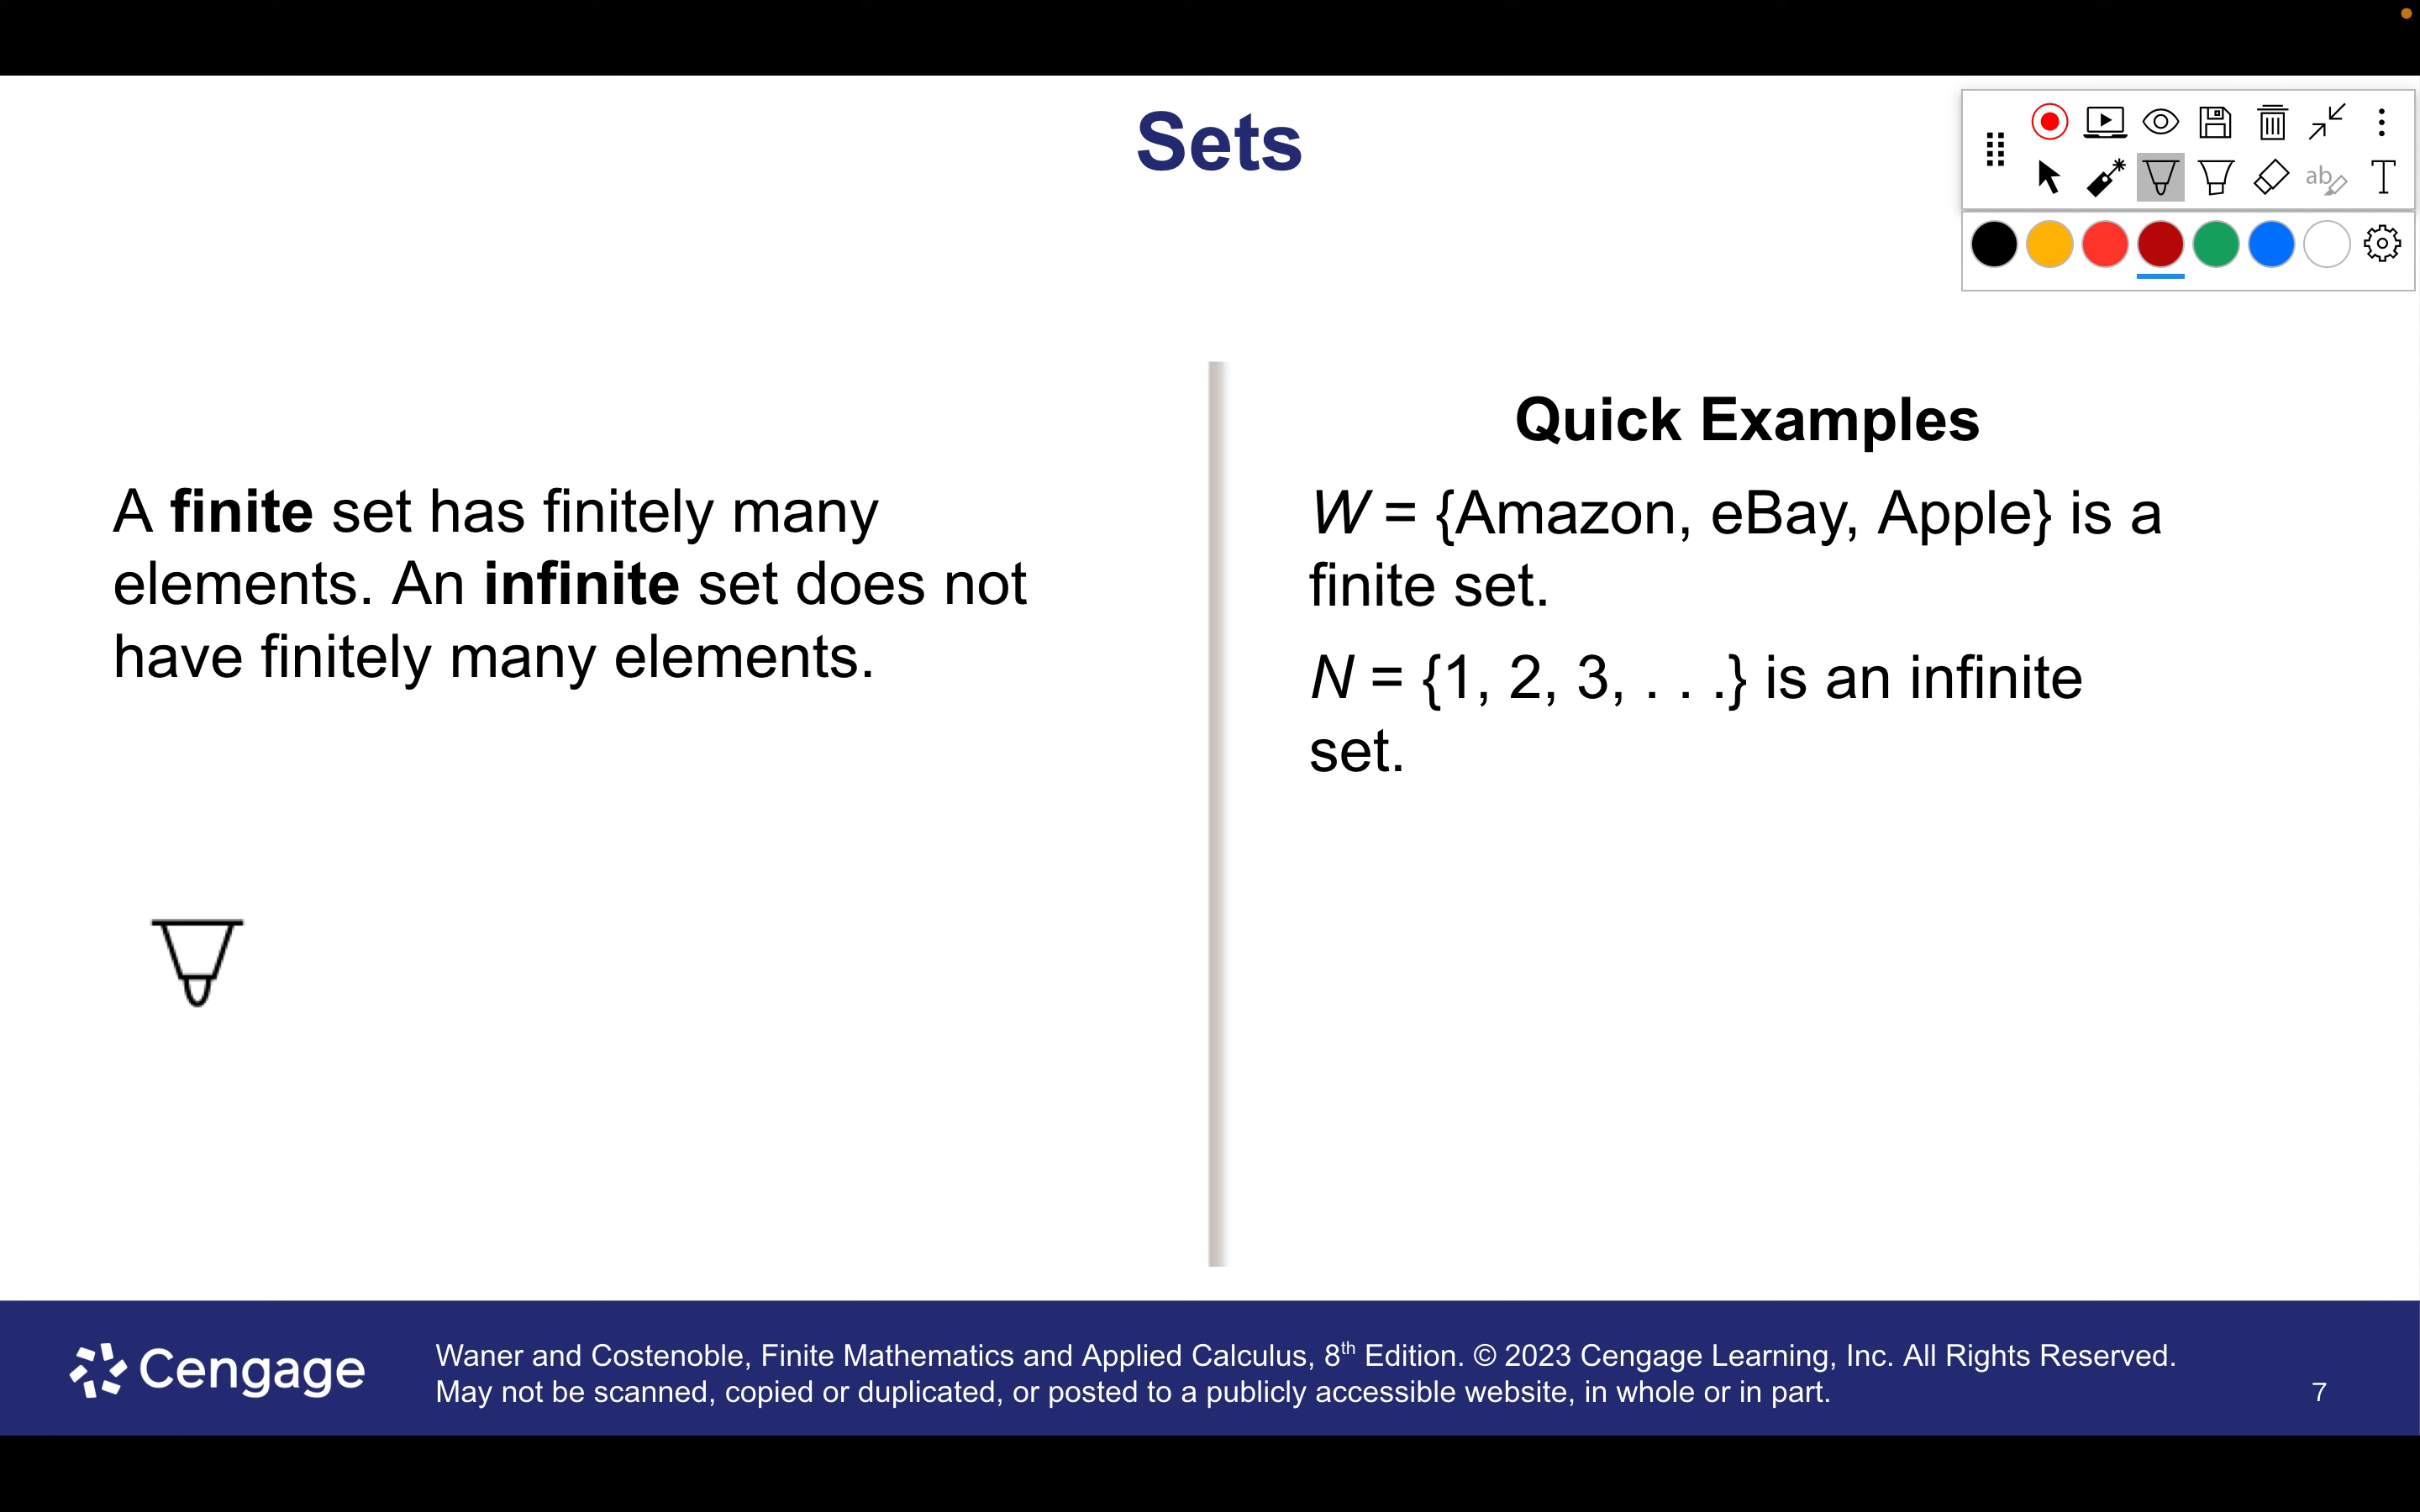 Sets
ab
T
A finite set has finitely many
elements. An infinite set does not
have finitely many elements.
Quick Examples
W = {Amazon, eBay, Apple} is a
finite set.
N = {1, 2, 3, . . .} is an infinite
set.
Cengage
Waner and Costenoble, Finite Mathematics and Applied Calculus, 8th Edition. © 2023 Cengage Learning, Inc. All Rights Reserved.
May not be scanned, copied or duplicated, or posted to a publicly accessible website, in whole or in part.
7